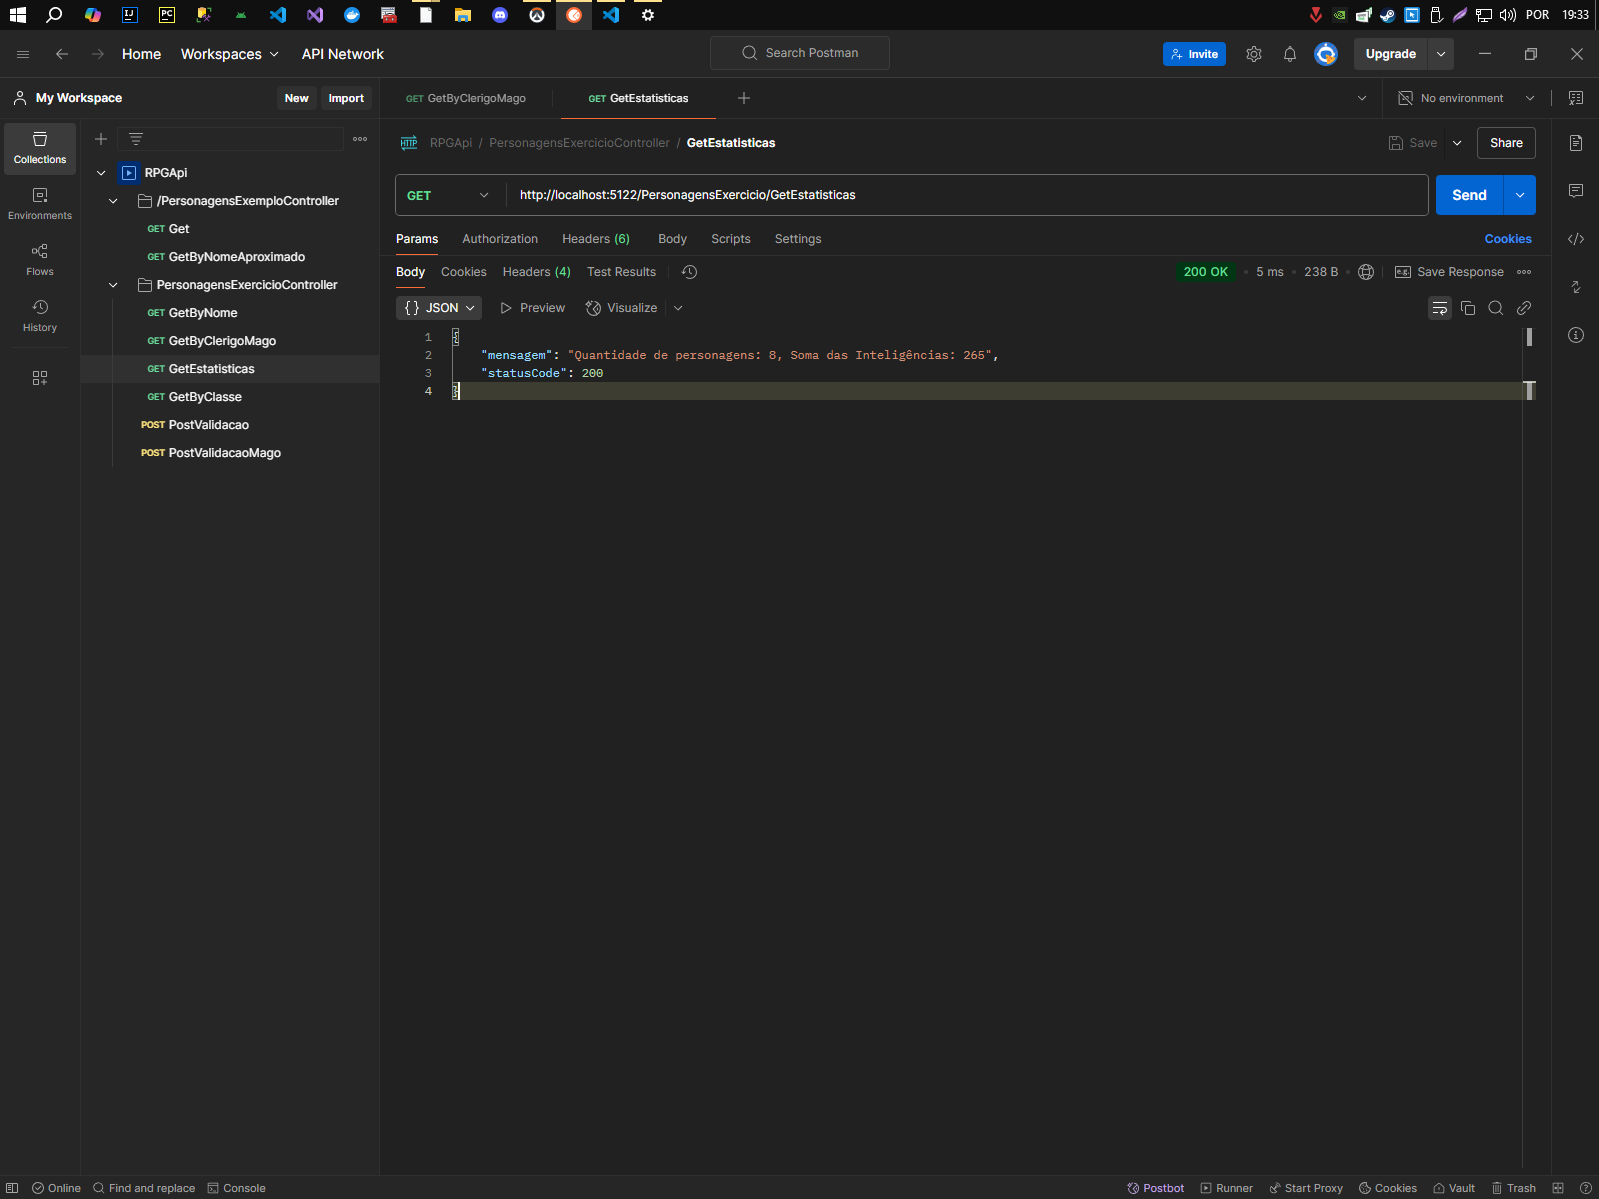 IJ
PC
POR
19:33
Home
Workspaces
API Network
Search Postman
Invite
Upgrade
My Workspace
New
Import
GET GetByClerigoMago
GET GetEstatisticas
No environment
Collections
Environments
Flows
History
RPGApi
/PersonagensExemploController
GET Get
GET GetByNomeAproximado
PersonagensExercicioController
GET GetByNome
GET GetByClerigoMago
GET GetEstatisticas
GET GetByClasse
POST PostValidacao
POST PostValidacaoMago
HTTP RPGApi / PersonagensExercicioController / GetEstatisticas
Save
Share
GET
http://localhost:5122/PersonagensExercicio/GetEstatisticas
Send
Params Authorization Headers (6) Body Scripts Settings
Cookies
Body Cookies Headers (4) Test Results
200 OK • 5 ms • 238 B •
e.g. Save Response
{} JSON
Preview
Visualize
1 {
2 "mensagem": "Quantidade de personagens: 8, Soma das Inteligências: 265",
3 "statusCode": 200
4 }
Online
Find and replace
Console
Postbot
Runner
Start Proxy
Cookies
Vault
Trash